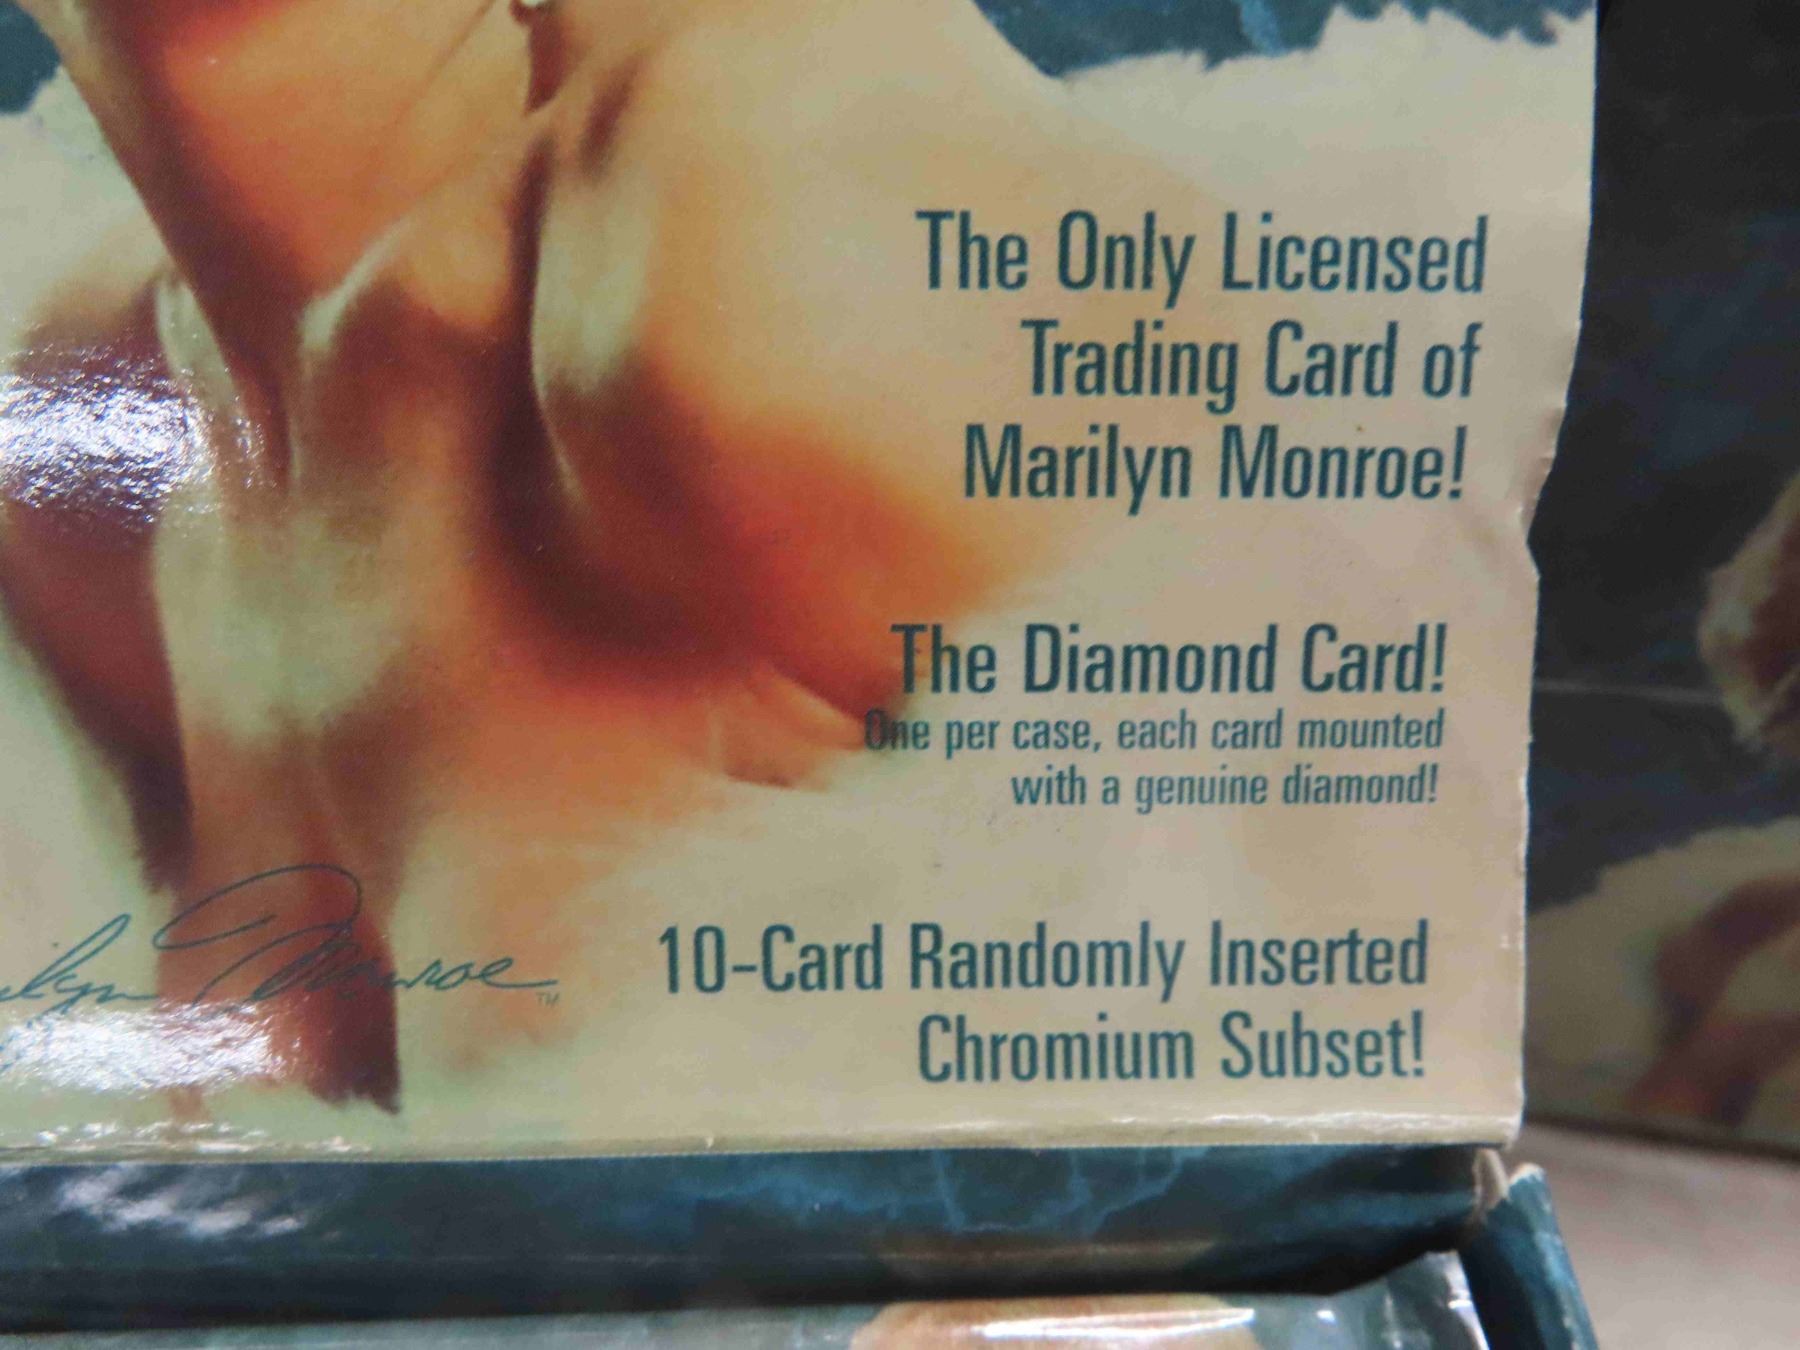 The Only Licensed
Trading Card of
Marilyn Monroe!
The Diamond Card!
One per case, each card mounted
with a genuine diamond!
Monroe™
10-Card Randomly Inserted
Chromium Subset!